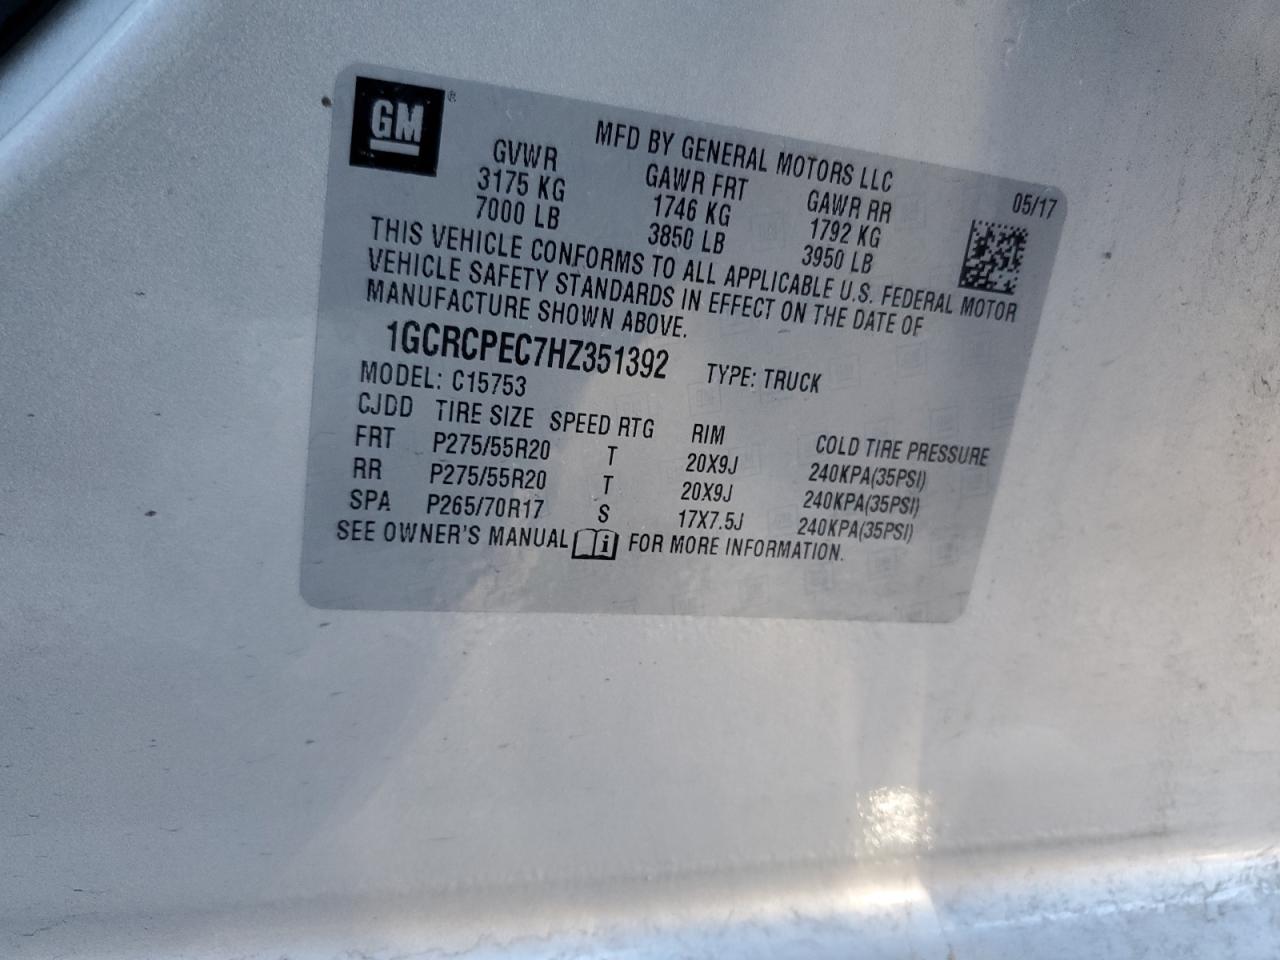 GM®
MFD BY GENERAL MOTORS LLC
05/17
GVWR GAWR FRT GAWR RR
3175 KG 1746 KG 1792 KG
7000 LB 3850 LB 3950 LB
THIS VEHICLE CONFORMS TO ALL APPLICABLE U.S. FEDERAL MOTOR
VEHICLE SAFETY STANDARDS IN EFFECT ON THE DATE OF
MANUFACTURE SHOWN ABOVE.
1GCRCPEC7HZ351392 TYPE: TRUCK
MODEL: C15753
CJDD TIRE SIZE SPEED RTG RIM COLD TIRE PRESSURE
FRT P275/55R20 T 20X9J 240KPA(35PSI)
RR P275/55R20 T 20X9J 240KPA(35PSI)
SPA P265/70R17 S 17X7.5J 240KPA(35PSI)
SEE OWNER'S MANUAL i FOR MORE INFORMATION.